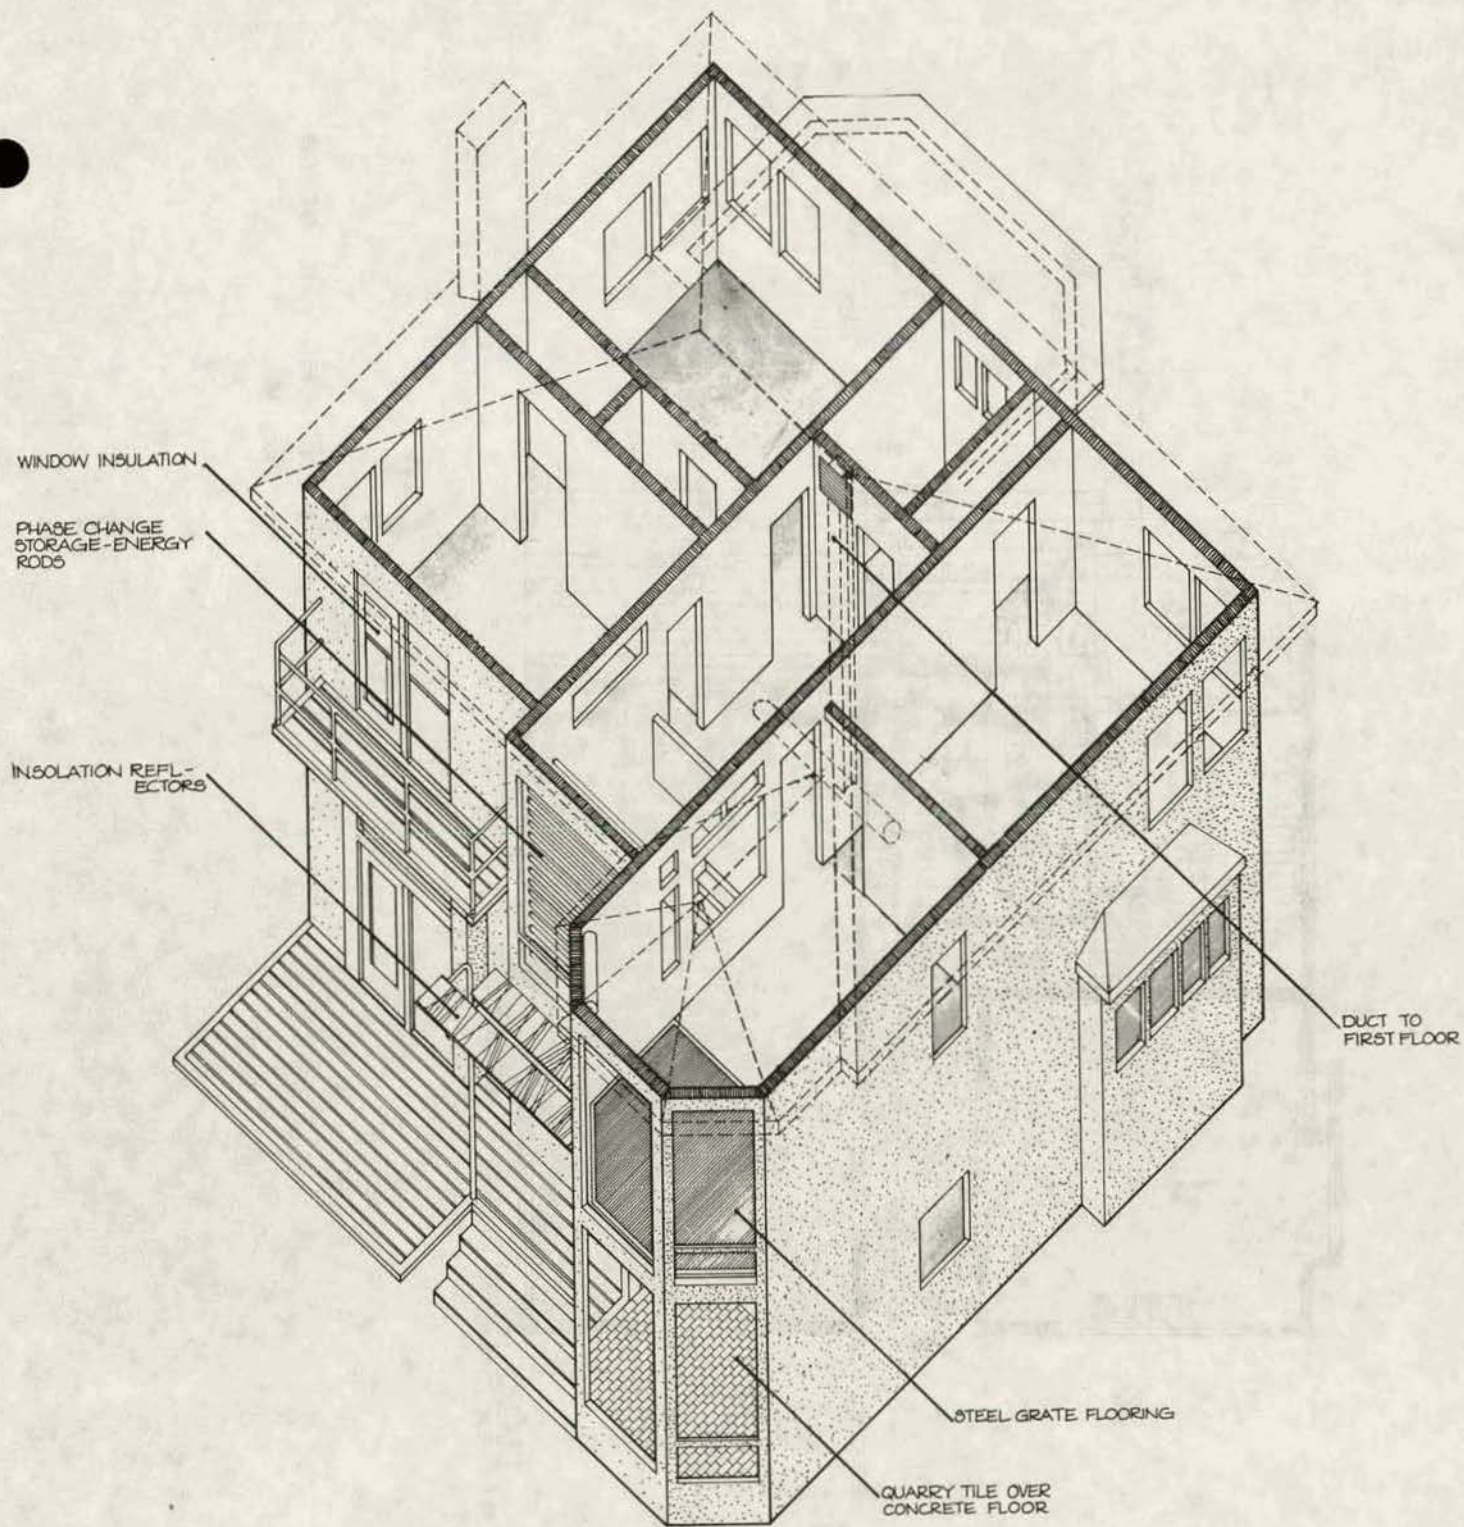 WINDOW INSULATION
PHASE CHANGE
STORAGE-ENERGY
RODS
INSOLATION REFL-
ECTORS
DUCT TO
FIRST FLOOR
STEEL GRATE FLOORING
QUARRY TILE OVER
CONCRETE FLOOR